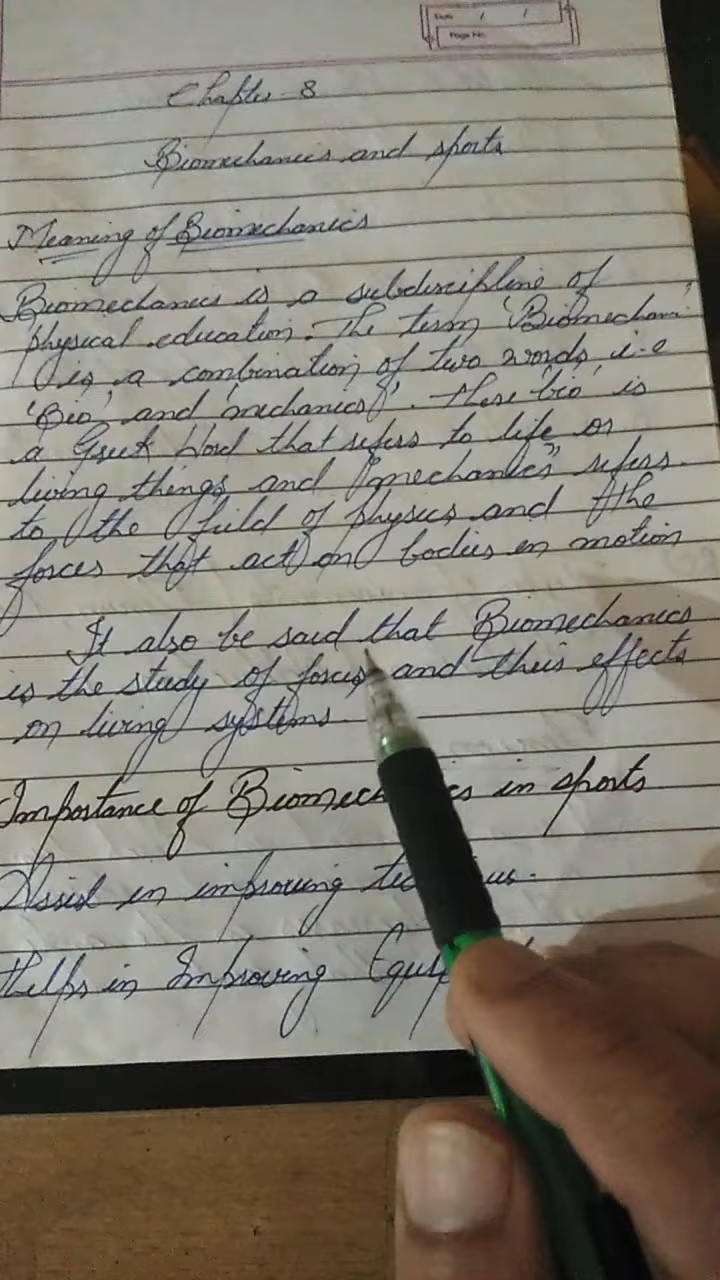 Date / /
Page No.
Chapter - 8
Biomechanics and sports
Meaning of Biomechanics
Biomechanics is a subdiscipline of
physical education. The term 'Biomechani
is a combination of two words i.e
'Bio' and 'mechanics'. Here 'bio' is
a Greek Word that refers to life or
living things and "mechanics" refers
to the field of physics and the
forces that act on bodies in motion
It also be said that Biomechanics
is the study of forces and their effects
on living systems.
Importance of Biomechanics in sports
Assist in improving
Helps in Improving